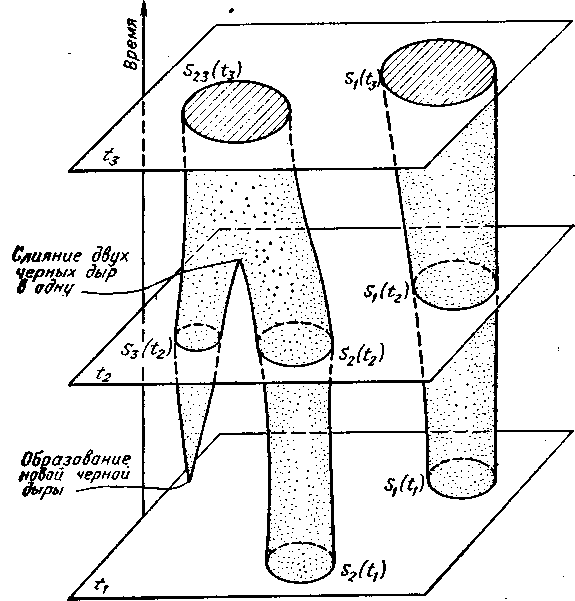 Время
S₂₃(t₃)
S₁(t₃)
t₃
Слияние двух
черных дыр
в одну
S₁(t₂)
S₃(t₂)
S₂(t₂)
t₂
Образование
новой черной
дыры
S₁(t₁)
S₂(t₁)
t₁